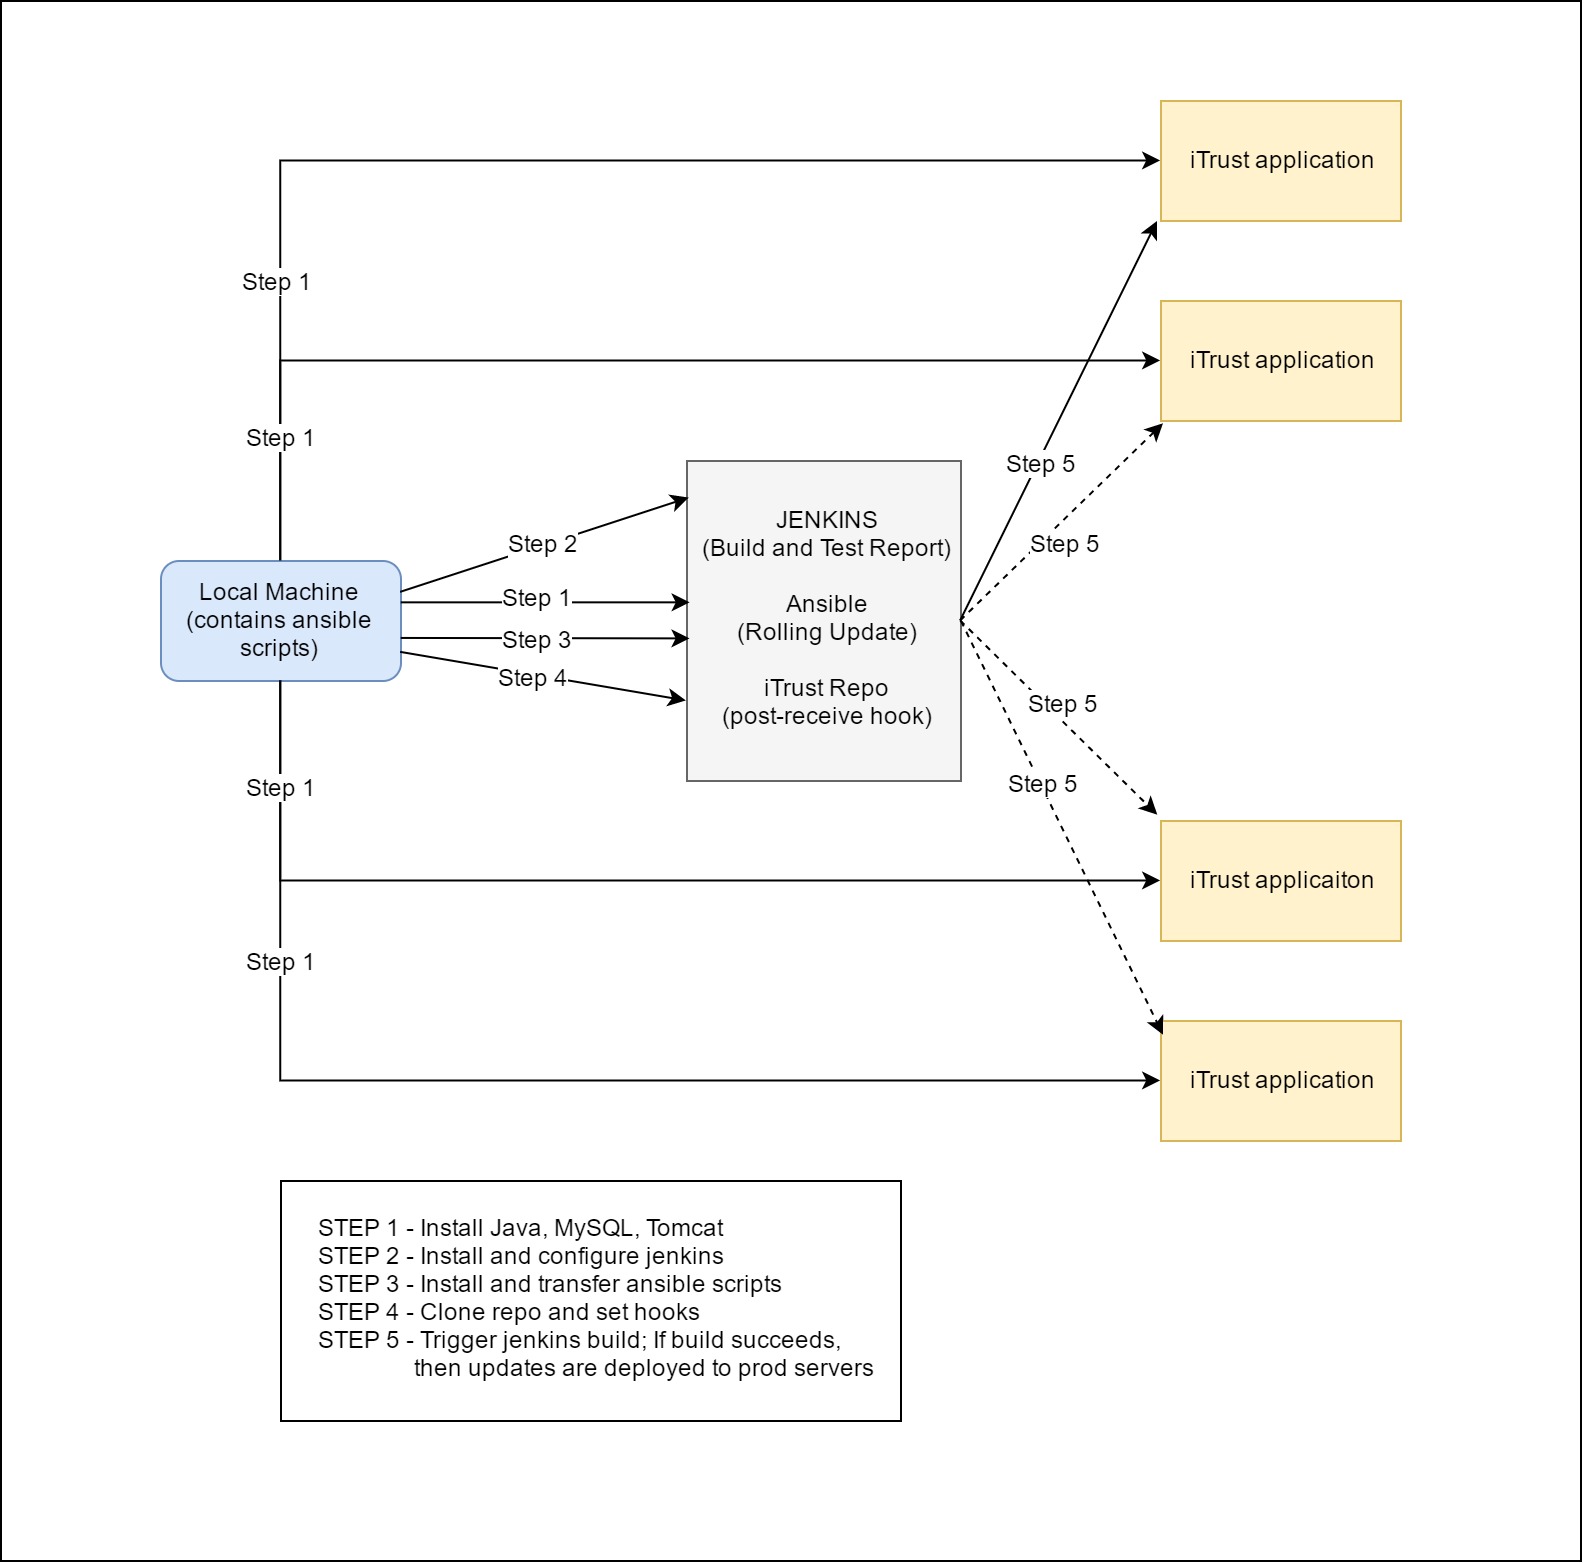 iTrust application
Step 1
iTrust application
Step 1
Step 5
JENKINS
(Build and Test Report)
Ansible
(Rolling Update)
iTrust Repo
(post-receive hook)
Step 2
Step 5
Local Machine
(contains ansible
scripts)
Step 1
Step 3
Step 4
Step 5
Step 1
Step 5
iTrust applicaiton
Step 1
iTrust application
STEP 1 - Install Java, MySQL, Tomcat
STEP 2 - Install and configure jenkins
STEP 3 - Install and transfer ansible scripts
STEP 4 - Clone repo and set hooks
STEP 5 - Trigger jenkins build; If build succeeds,
then updates are deployed to prod servers